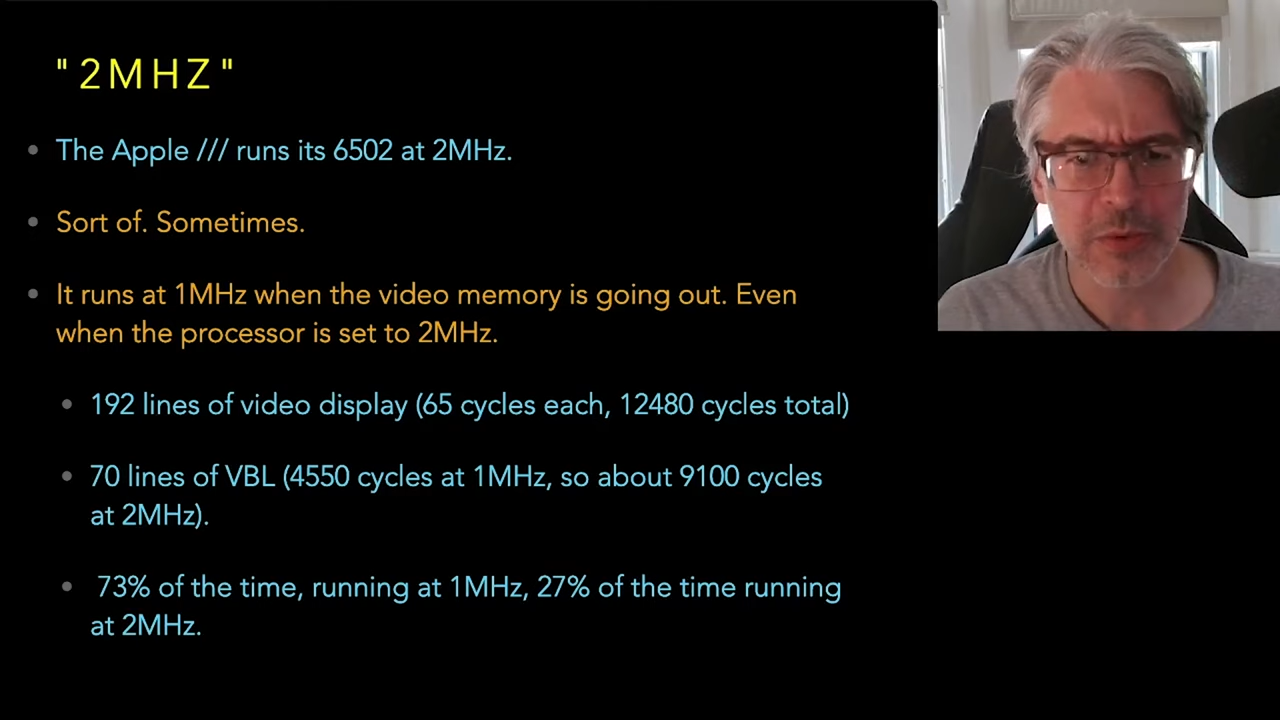 "2MHZ"
The Apple /// runs its 6502 at 2MHz.
Sort of. Sometimes.
It runs at 1MHz when the video memory is going out. Even
when the processor is set to 2MHz.
192 lines of video display (65 cycles each, 12480 cycles total)
70 lines of VBL (4550 cycles at 1MHz, so about 9100 cycles
at 2MHz).
73% of the time, running at 1MHz, 27% of the time running
at 2MHz.